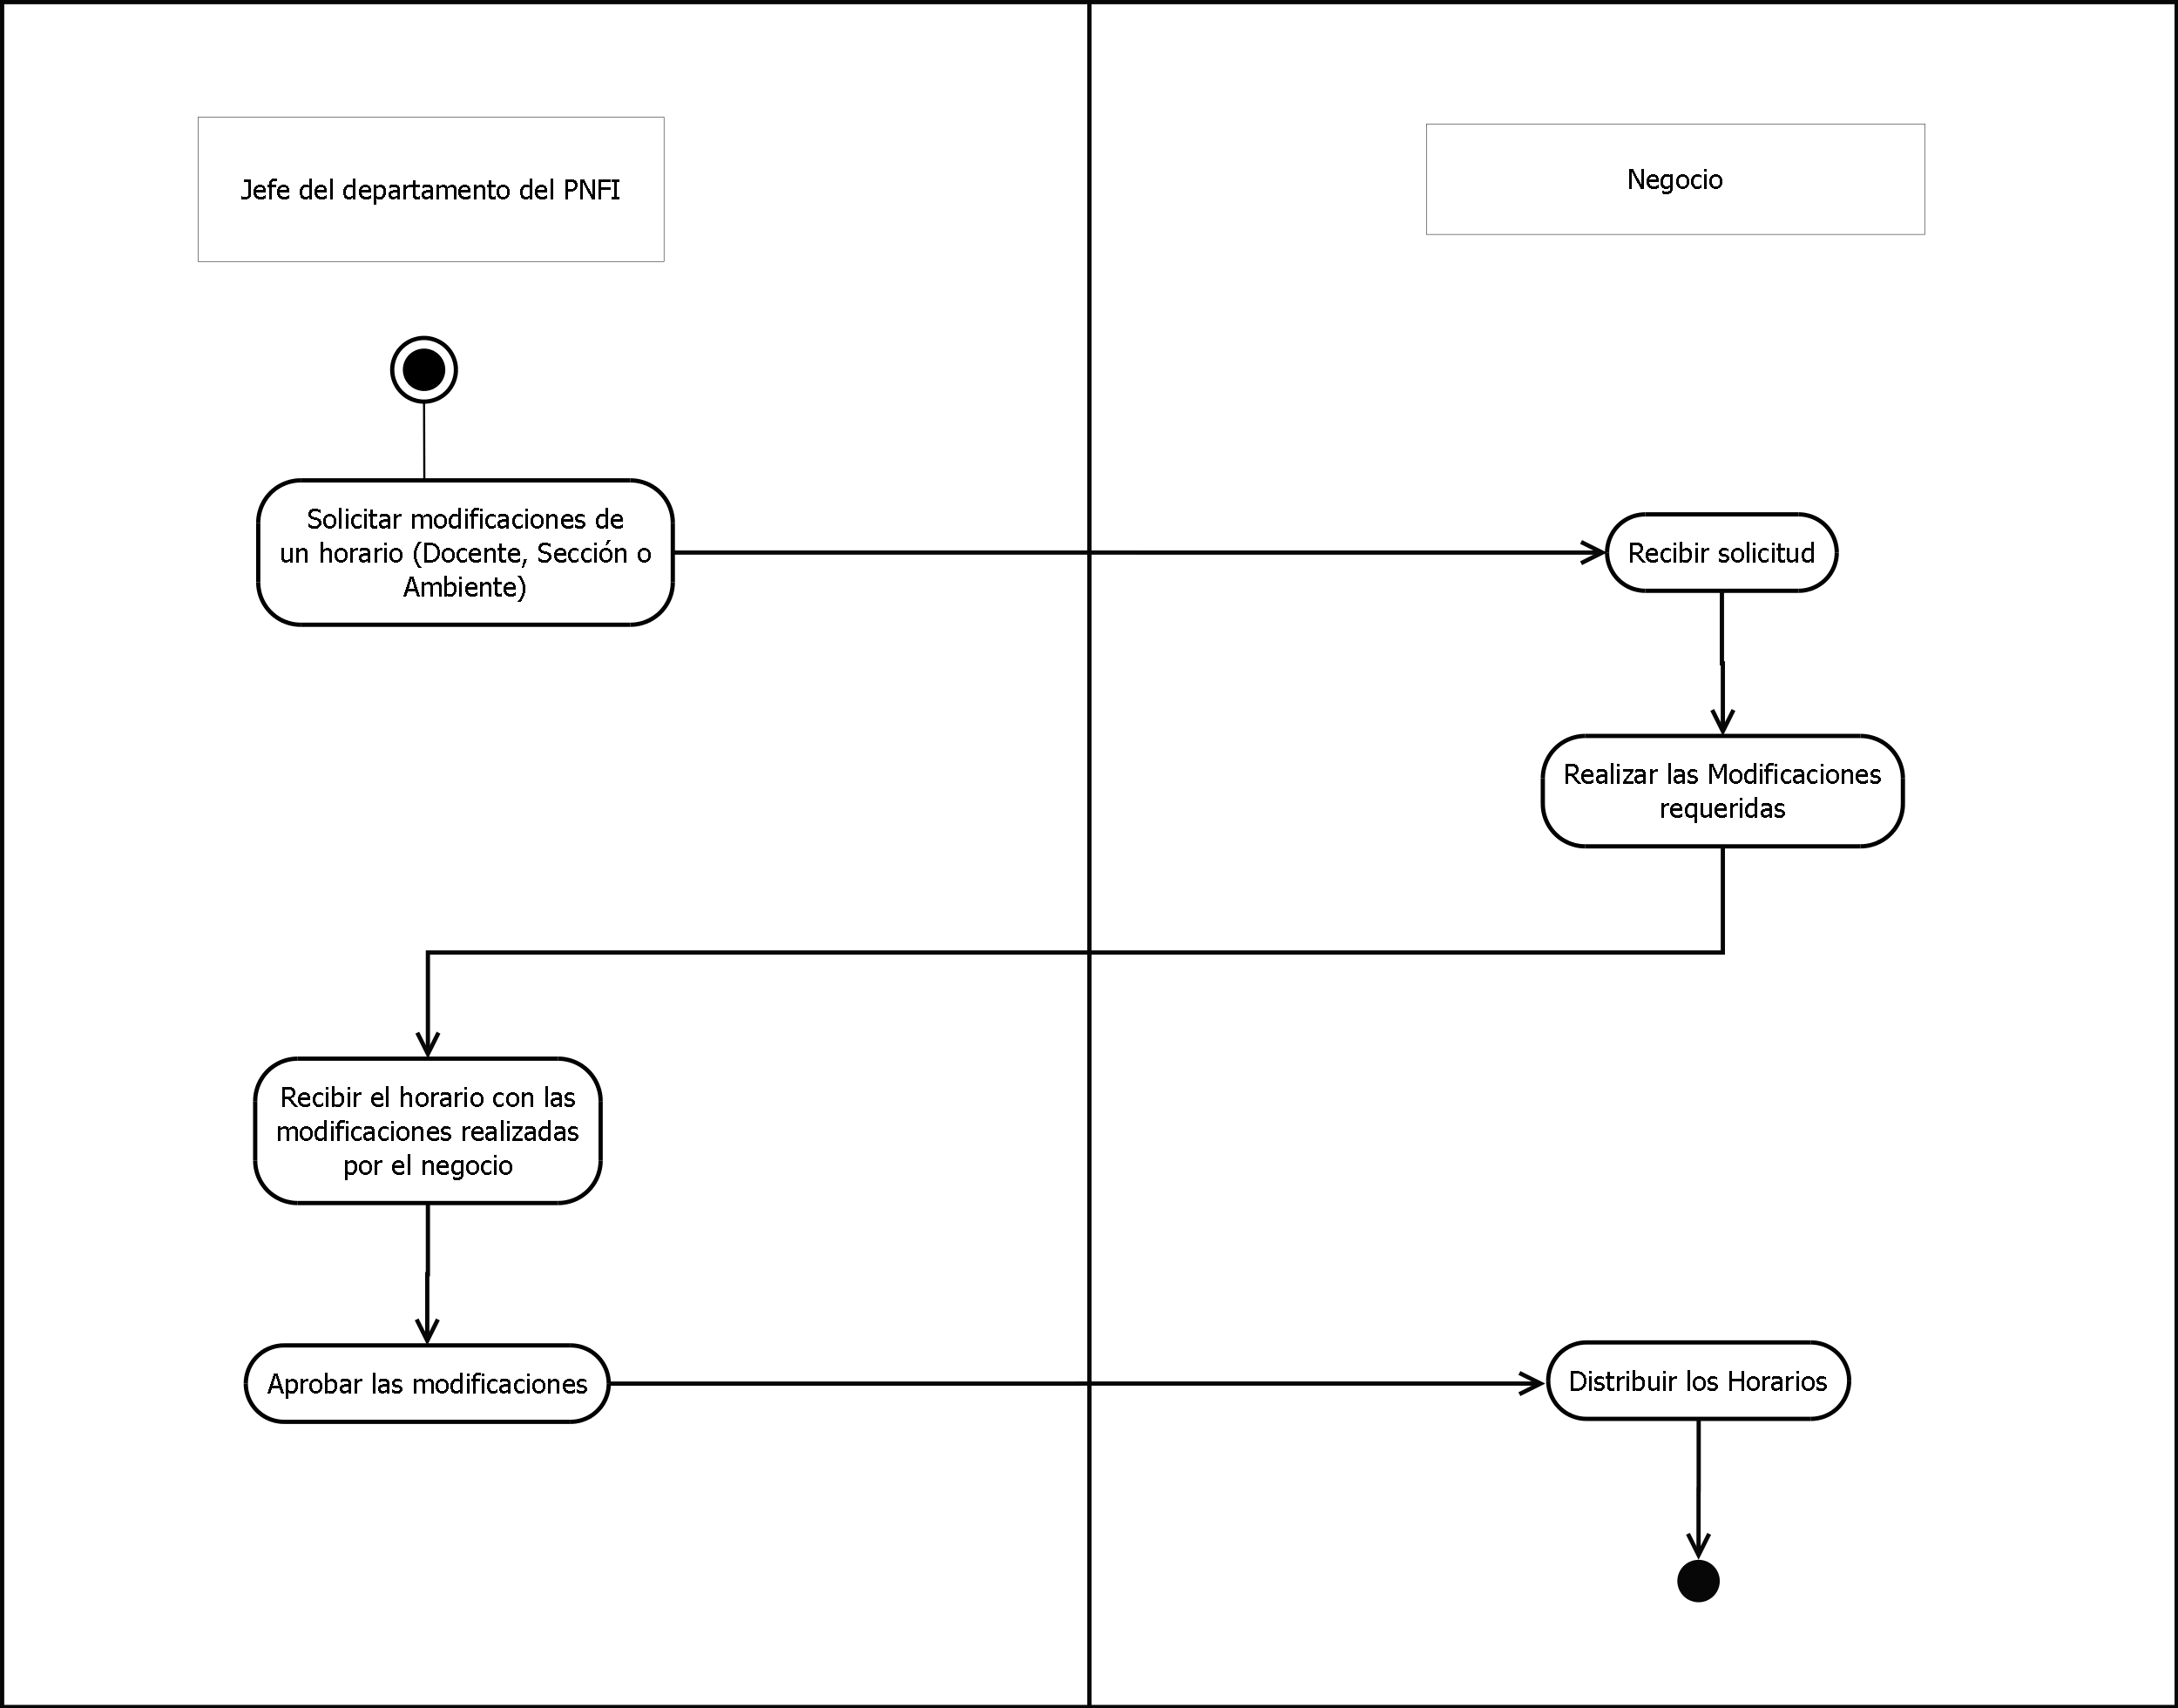 Jefe del departamento del PNFI
Negocio
Solicitar modificaciones de
un horario (Docente, Sección o
Ambiente)
Recibir solicitud
Realizar las Modificaciones
requeridas
Recibir el horario con las
modificaciones realizadas
por el negocio
Aprobar las modificaciones
Distribuir los Horarios